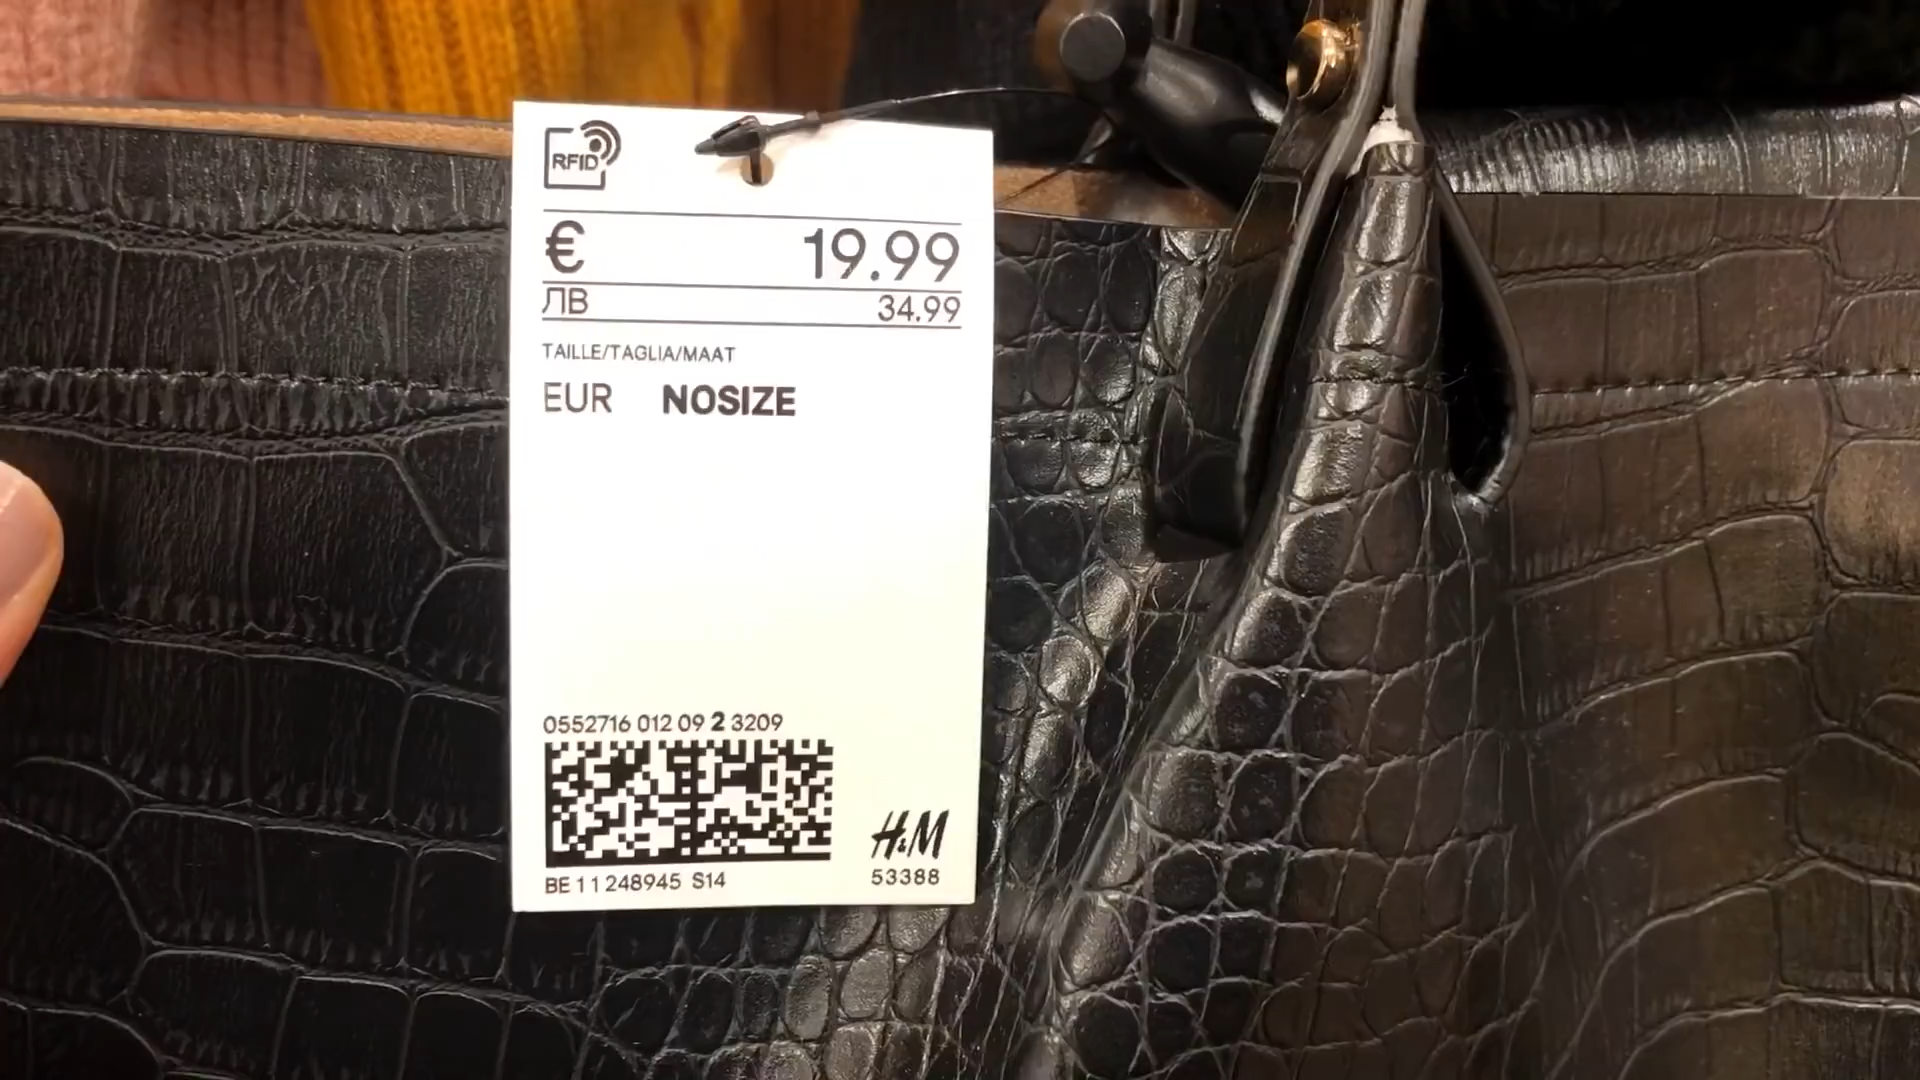 RFID
€ 19.99
ЛВ 34.99
TAILLE/TAGLIA/MAAT
EUR NOSIZE
0552716 012 09 2 3209
BE 11248945 S14
H&M
53388